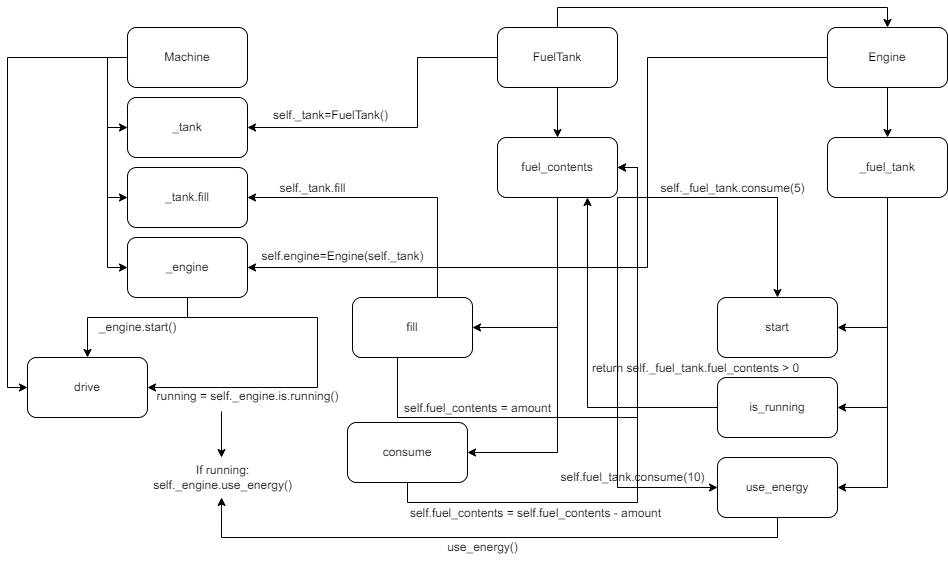 Machine
FuelTank
Engine
_tank
self._tank=FuelTank()
fuel_contents
_fuel_tank
_tank.fill
self._tank.fill
self._fuel_tank.consume(5)
_engine
self.engine=Engine(self._tank)
_engine.start()
fill
start
drive
return self._fuel_tank.fuel_contents > 0
running = self._engine.is.running()
self.fuel_contents = amount
is_running
consume
If running:
self._engine.use_energy()
self.fuel_tank.consume(10)
use_energy
self.fuel_contents = self.fuel_contents - amount
use_energy()